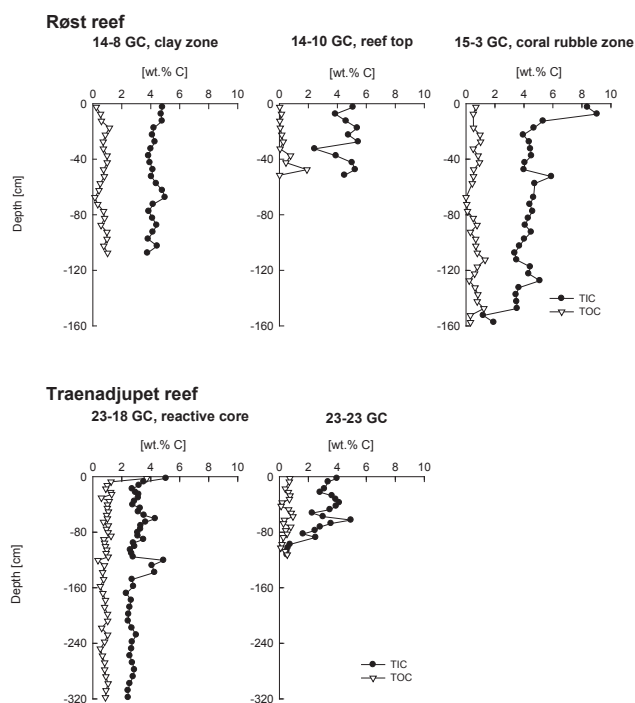 Røst reef
14-8 GC, clay zone
14-10 GC, reef top
15-3 GC, coral rubble zone
[wt.% C]
[wt.% C]
[wt.% C]
0 2 4 6 8 10
0 2 4 6 8 10
0 2 4 6 8 10
0
-40
-80
-120
-160
Depth [cm]
TIC
TOC
Traenadjupet reef
23-18 GC, reactive core
23-23 GC
[wt.% C]
[wt.% C]
0 2 4 6 8 10
0 2 4 6 8 10
0
-80
-160
-240
-320
Depth [cm]
TIC
TOC